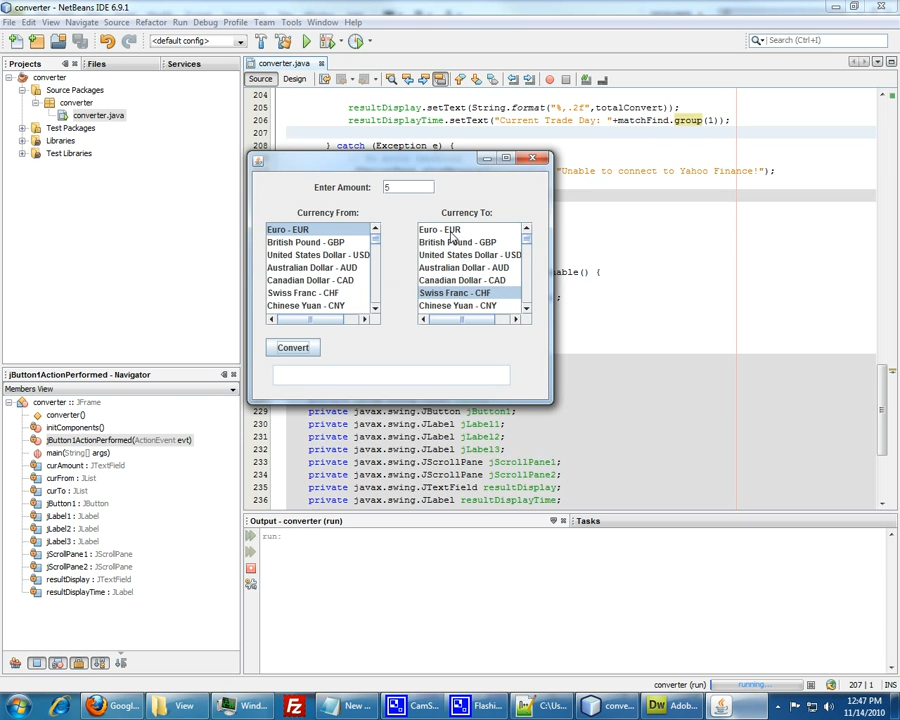 converter - NetBeans IDE 6.9.1
File Edit View Navigate Source Refactor Run Debug Profile Team Tools Window Help
<default config>
Search (Ctrl+I)
Projects
Files
Services
converter
Source Packages
converter
converter.java
Test Packages
Libraries
Test Libraries
converter.java
Source Design
204
205 resultDisplay.setText(String.format("%,.2f",totalConvert));
206 resultDisplayTime.setText("Current Trade Day: "+matchFind.group(1));
207
208 } catch (Exception e) {
"Unable to connect to Yahoo Finance!");
able() {
Enter Amount: 5
Currency From: Currency To:
Euro - EUR
British Pound - GBP
United States Dollar - USD
Australian Dollar - AUD
Canadian Dollar - CAD
Swiss Franc - CHF
Chinese Yuan - CNY
Euro - EUR
British Pound - GBP
United States Dollar - USD
Australian Dollar - AUD
Canadian Dollar - CAD
Swiss Franc - CHF
Chinese Yuan - CNY
Convert
229 private javax.swing.JButton jButton1;
230 private javax.swing.JLabel jLabel1;
231 private javax.swing.JLabel jLabel2;
232 private javax.swing.JLabel jLabel3;
233 private javax.swing.JScrollPane jScrollPane1;
234 private javax.swing.JScrollPane jScrollPane2;
235 private javax.swing.JTextField resultDisplay;
236 private javax.swing.JLabel resultDisplayTime;
jButton1ActionPerformed - Navigator
Members View
converter :: JFrame
converter()
initComponents()
jButton1ActionPerformed(ActionEvent evt)
main(String[] args)
curAmount : JTextField
curFrom : JList
curTo : JList
jButton1 : JButton
jLabel1 : JLabel
jLabel2 : JLabel
jLabel3 : JLabel
jScrollPane1 : JScrollPane
jScrollPane2 : JScrollPane
resultDisplay : JTextField
resultDisplayTime : JLabel
Output - converter (run)
Tasks
run:
converter (run) running... 207 | 1 INS
Googl... View Wind... New ... CamS... Flashi... C:\Us... conve... Adob...
12:47 PM
11/14/2010